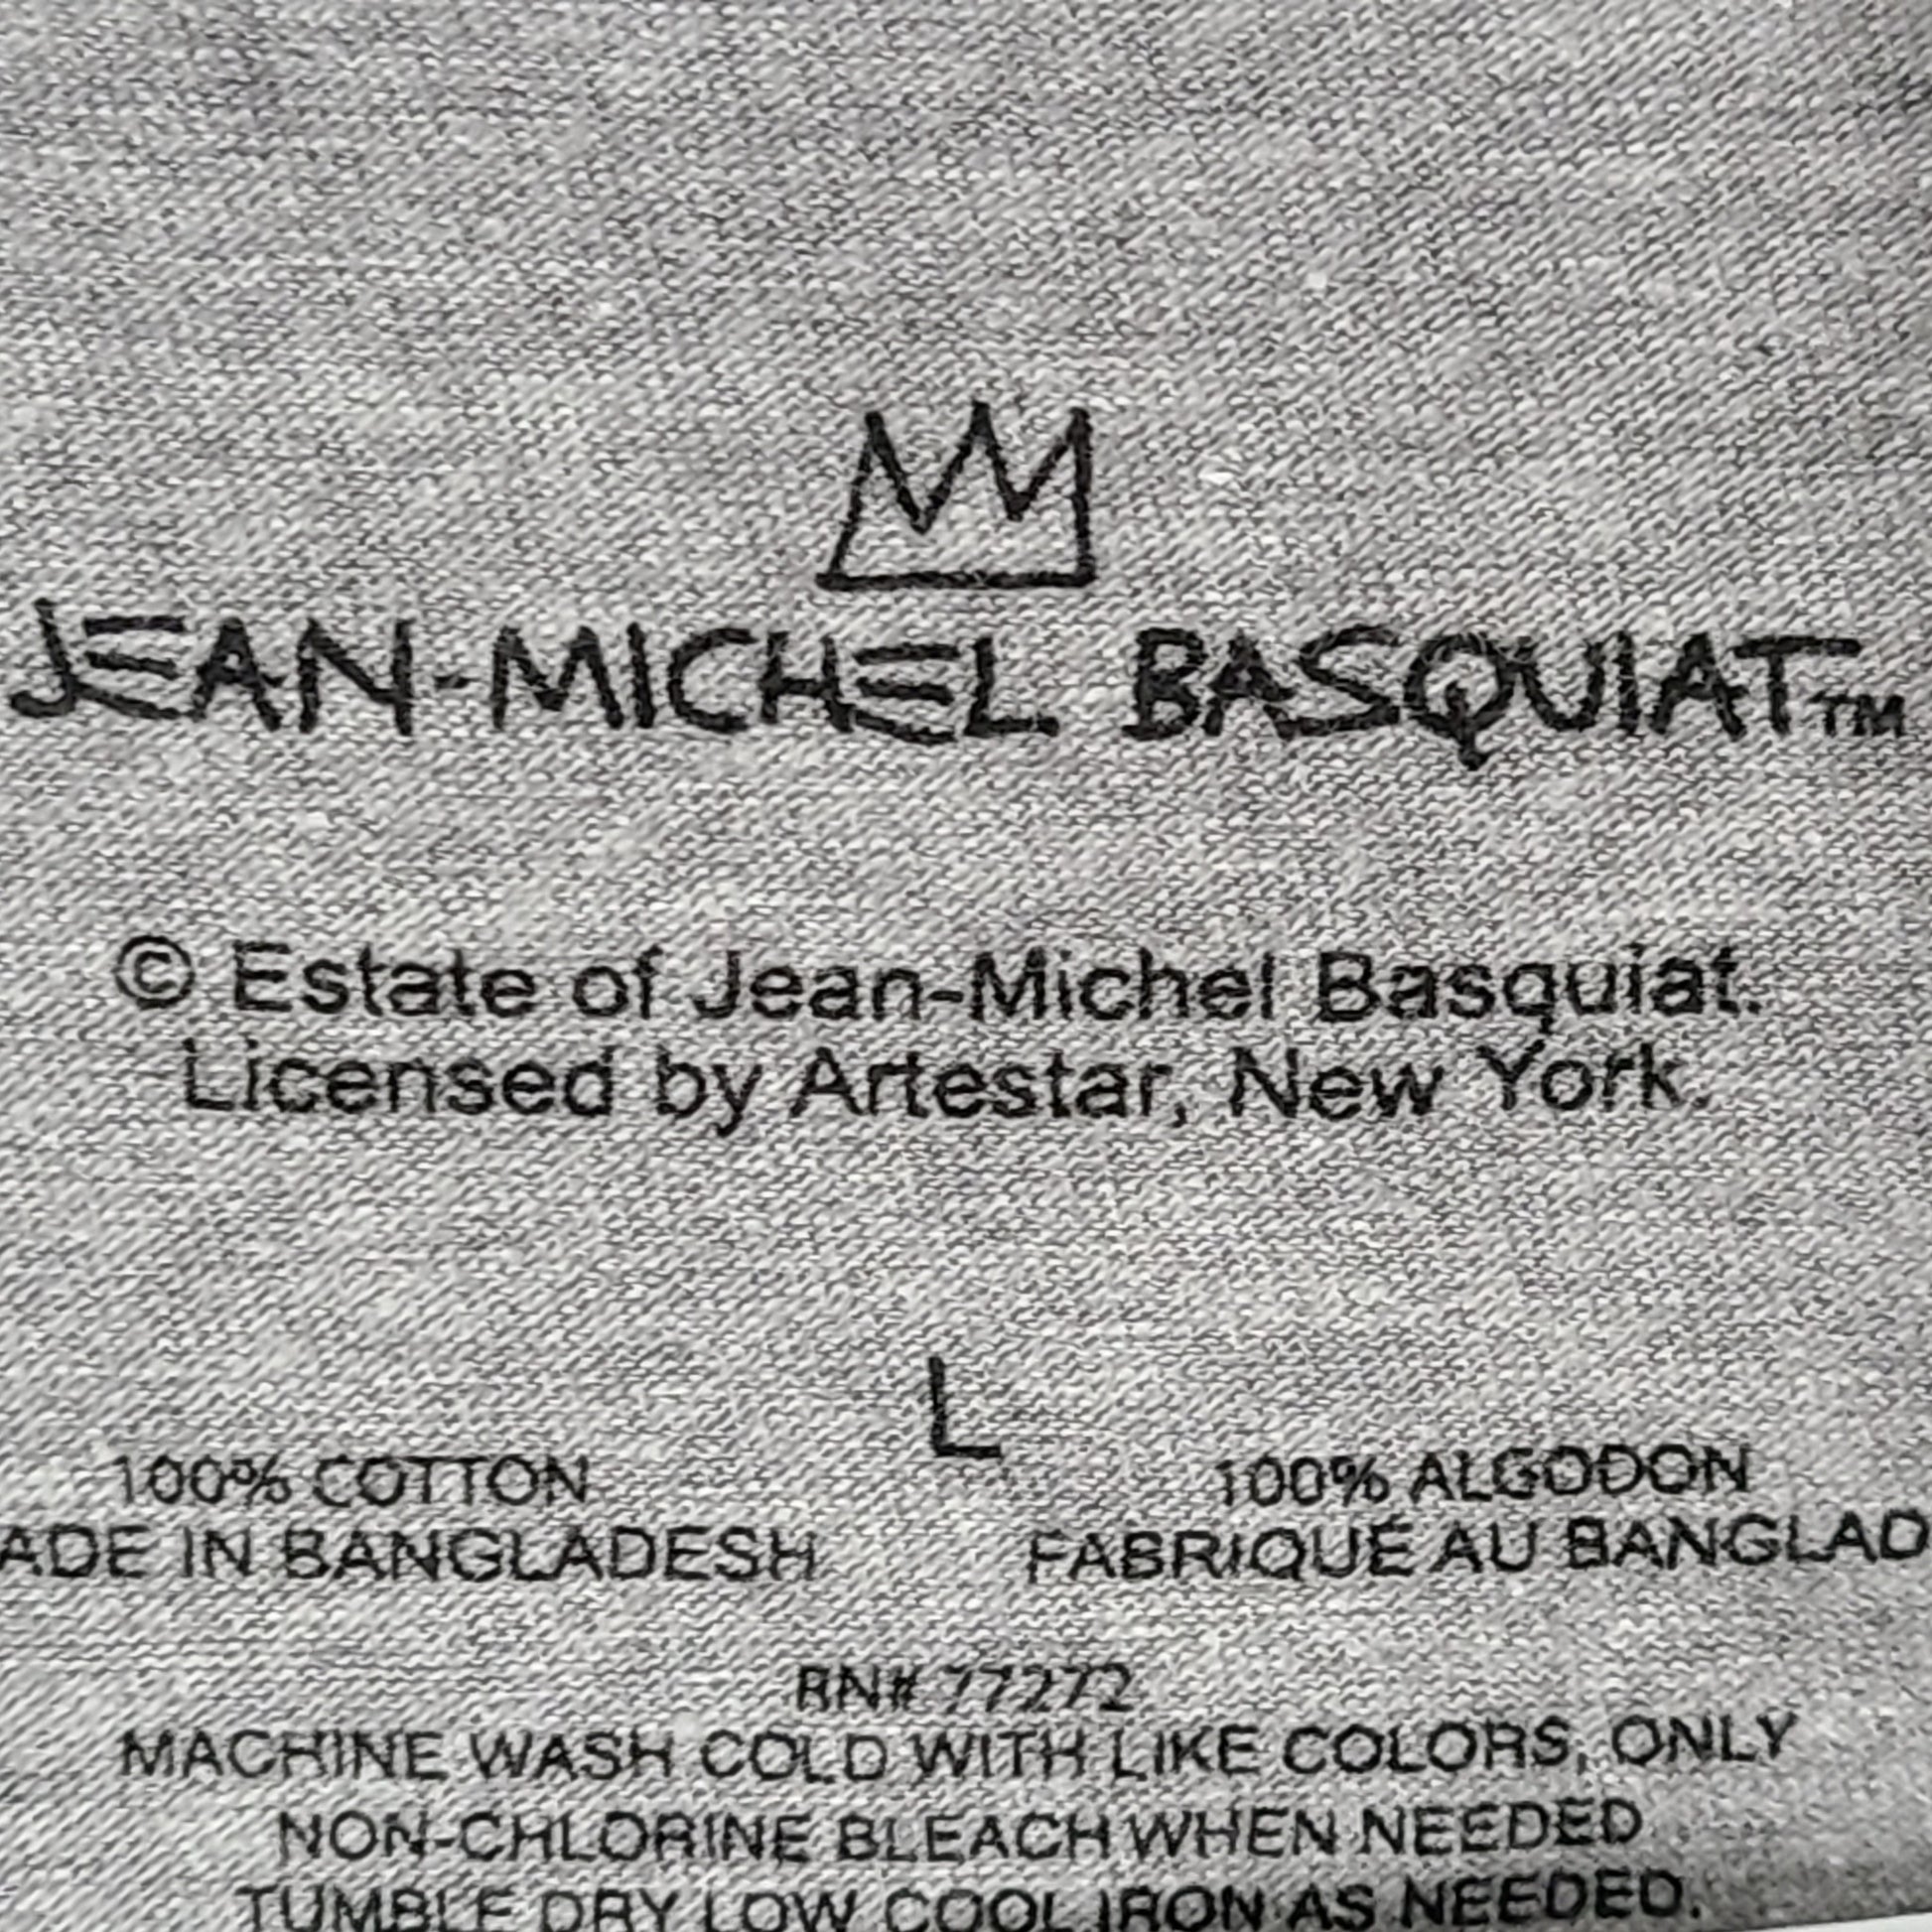 JEAN-MICHEL BASQUIAT™
© Estate of Jean-Michel Basquiat.
Licensed by Artestar, New York.
L
100% COTTON 100% ALGODON
ADE IN BANGLADESH FABRIQUÉ AU BANGLAD
RN# 77272
MACHINE WASH COLD WITH LIKE COLORS, ONLY
NON-CHLORINE BLEACH WHEN NEEDED
TUMBLE DRY LOW COOL IRON AS NEEDED.